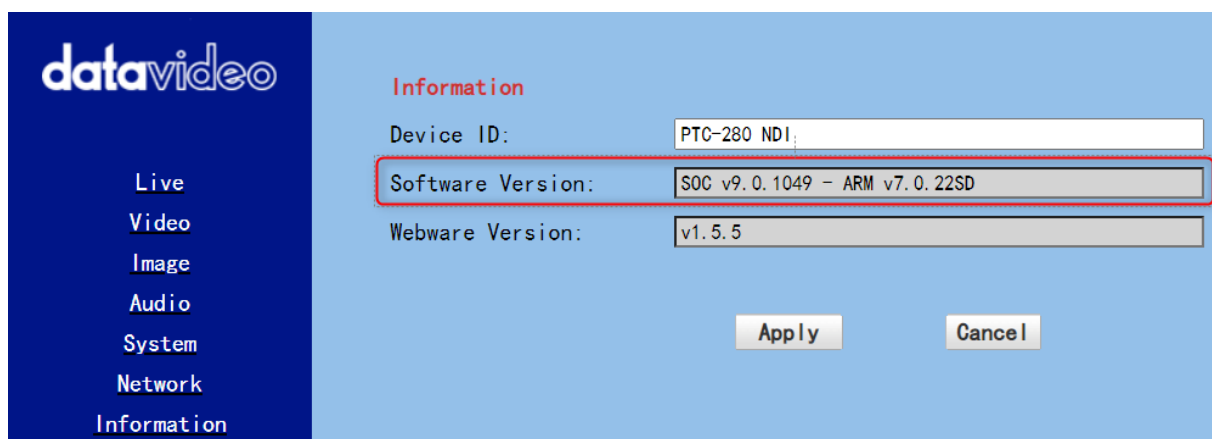 datavideo
Live
Video
Image
Audio
System
Network
Information
Information
Device ID: PTC-280 NDI
Software Version: SOC v9.0.1049 - ARM v7.0.22SD
Webware Version: v1.5.5
Apply Cancel